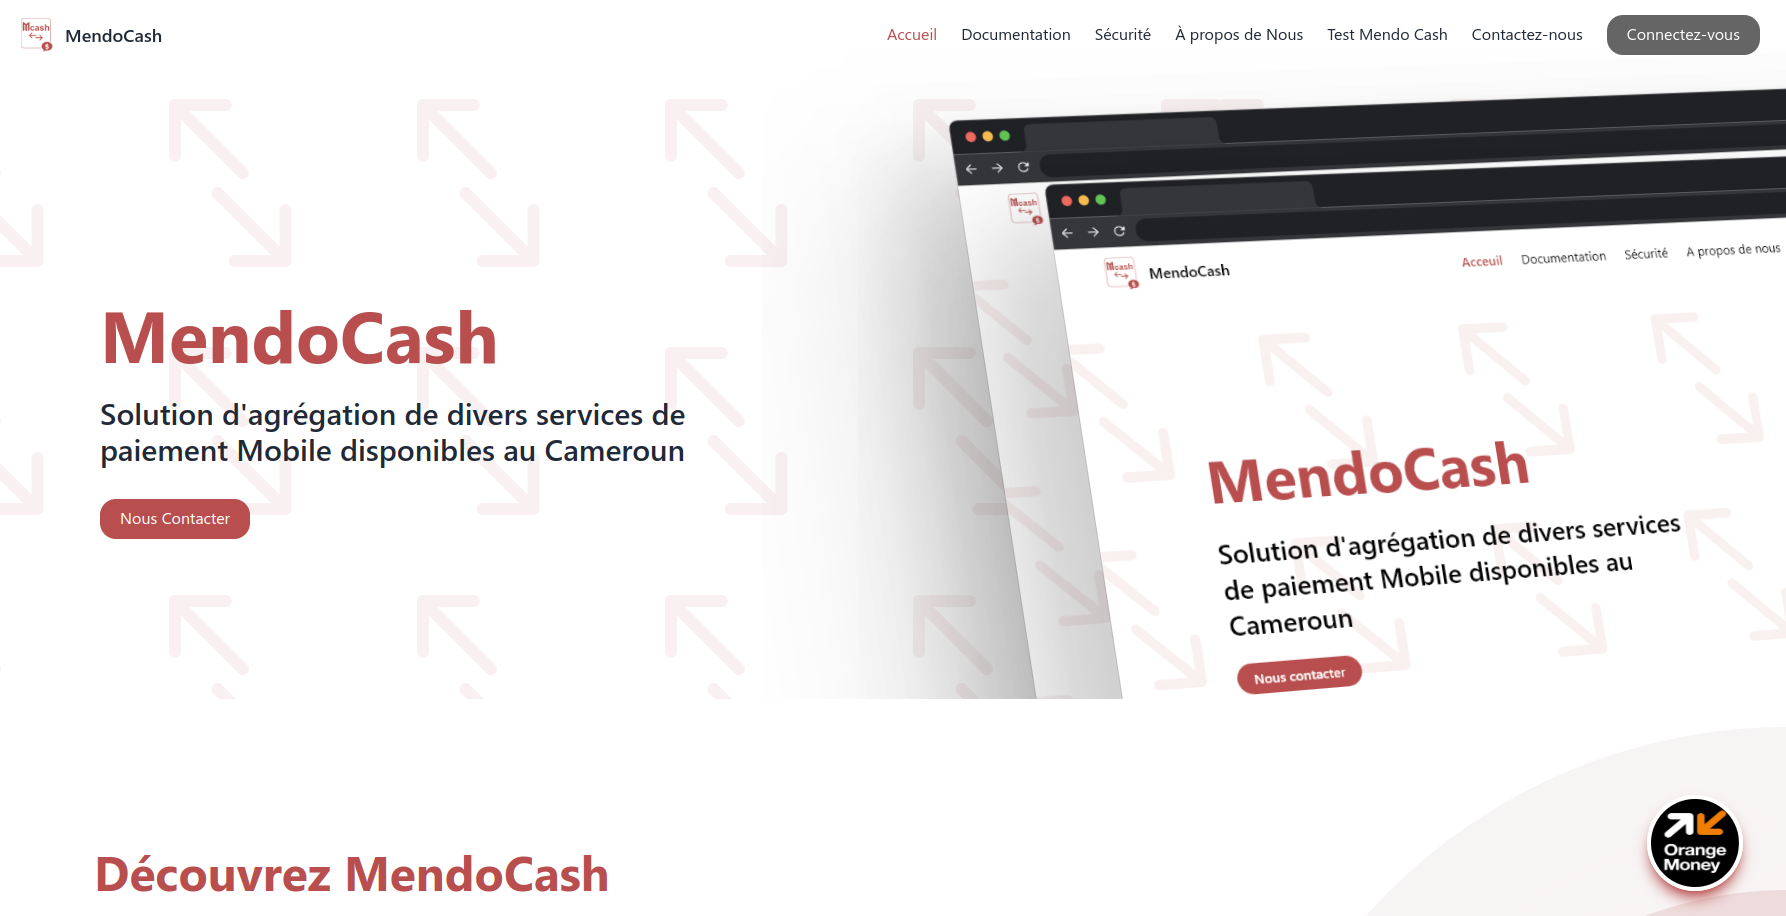 Mcash
MendoCash
Accueil
Documentation
Sécurité
À propos de Nous
Test Mendo Cash
Contactez-nous
Connectez-vous
MendoCash
Solution d'agrégation de divers services de
paiement Mobile disponibles au Cameroun
Nous Contacter
Mcash
Mcash
MendoCash
Acceuil
Documentation
Sécurité
A propos de nous
MendoCash
Solution d'agrégation de divers services
de paiement Mobile disponibles au
Cameroun
Nous contacter
Découvrez MendoCash
Orange
Money